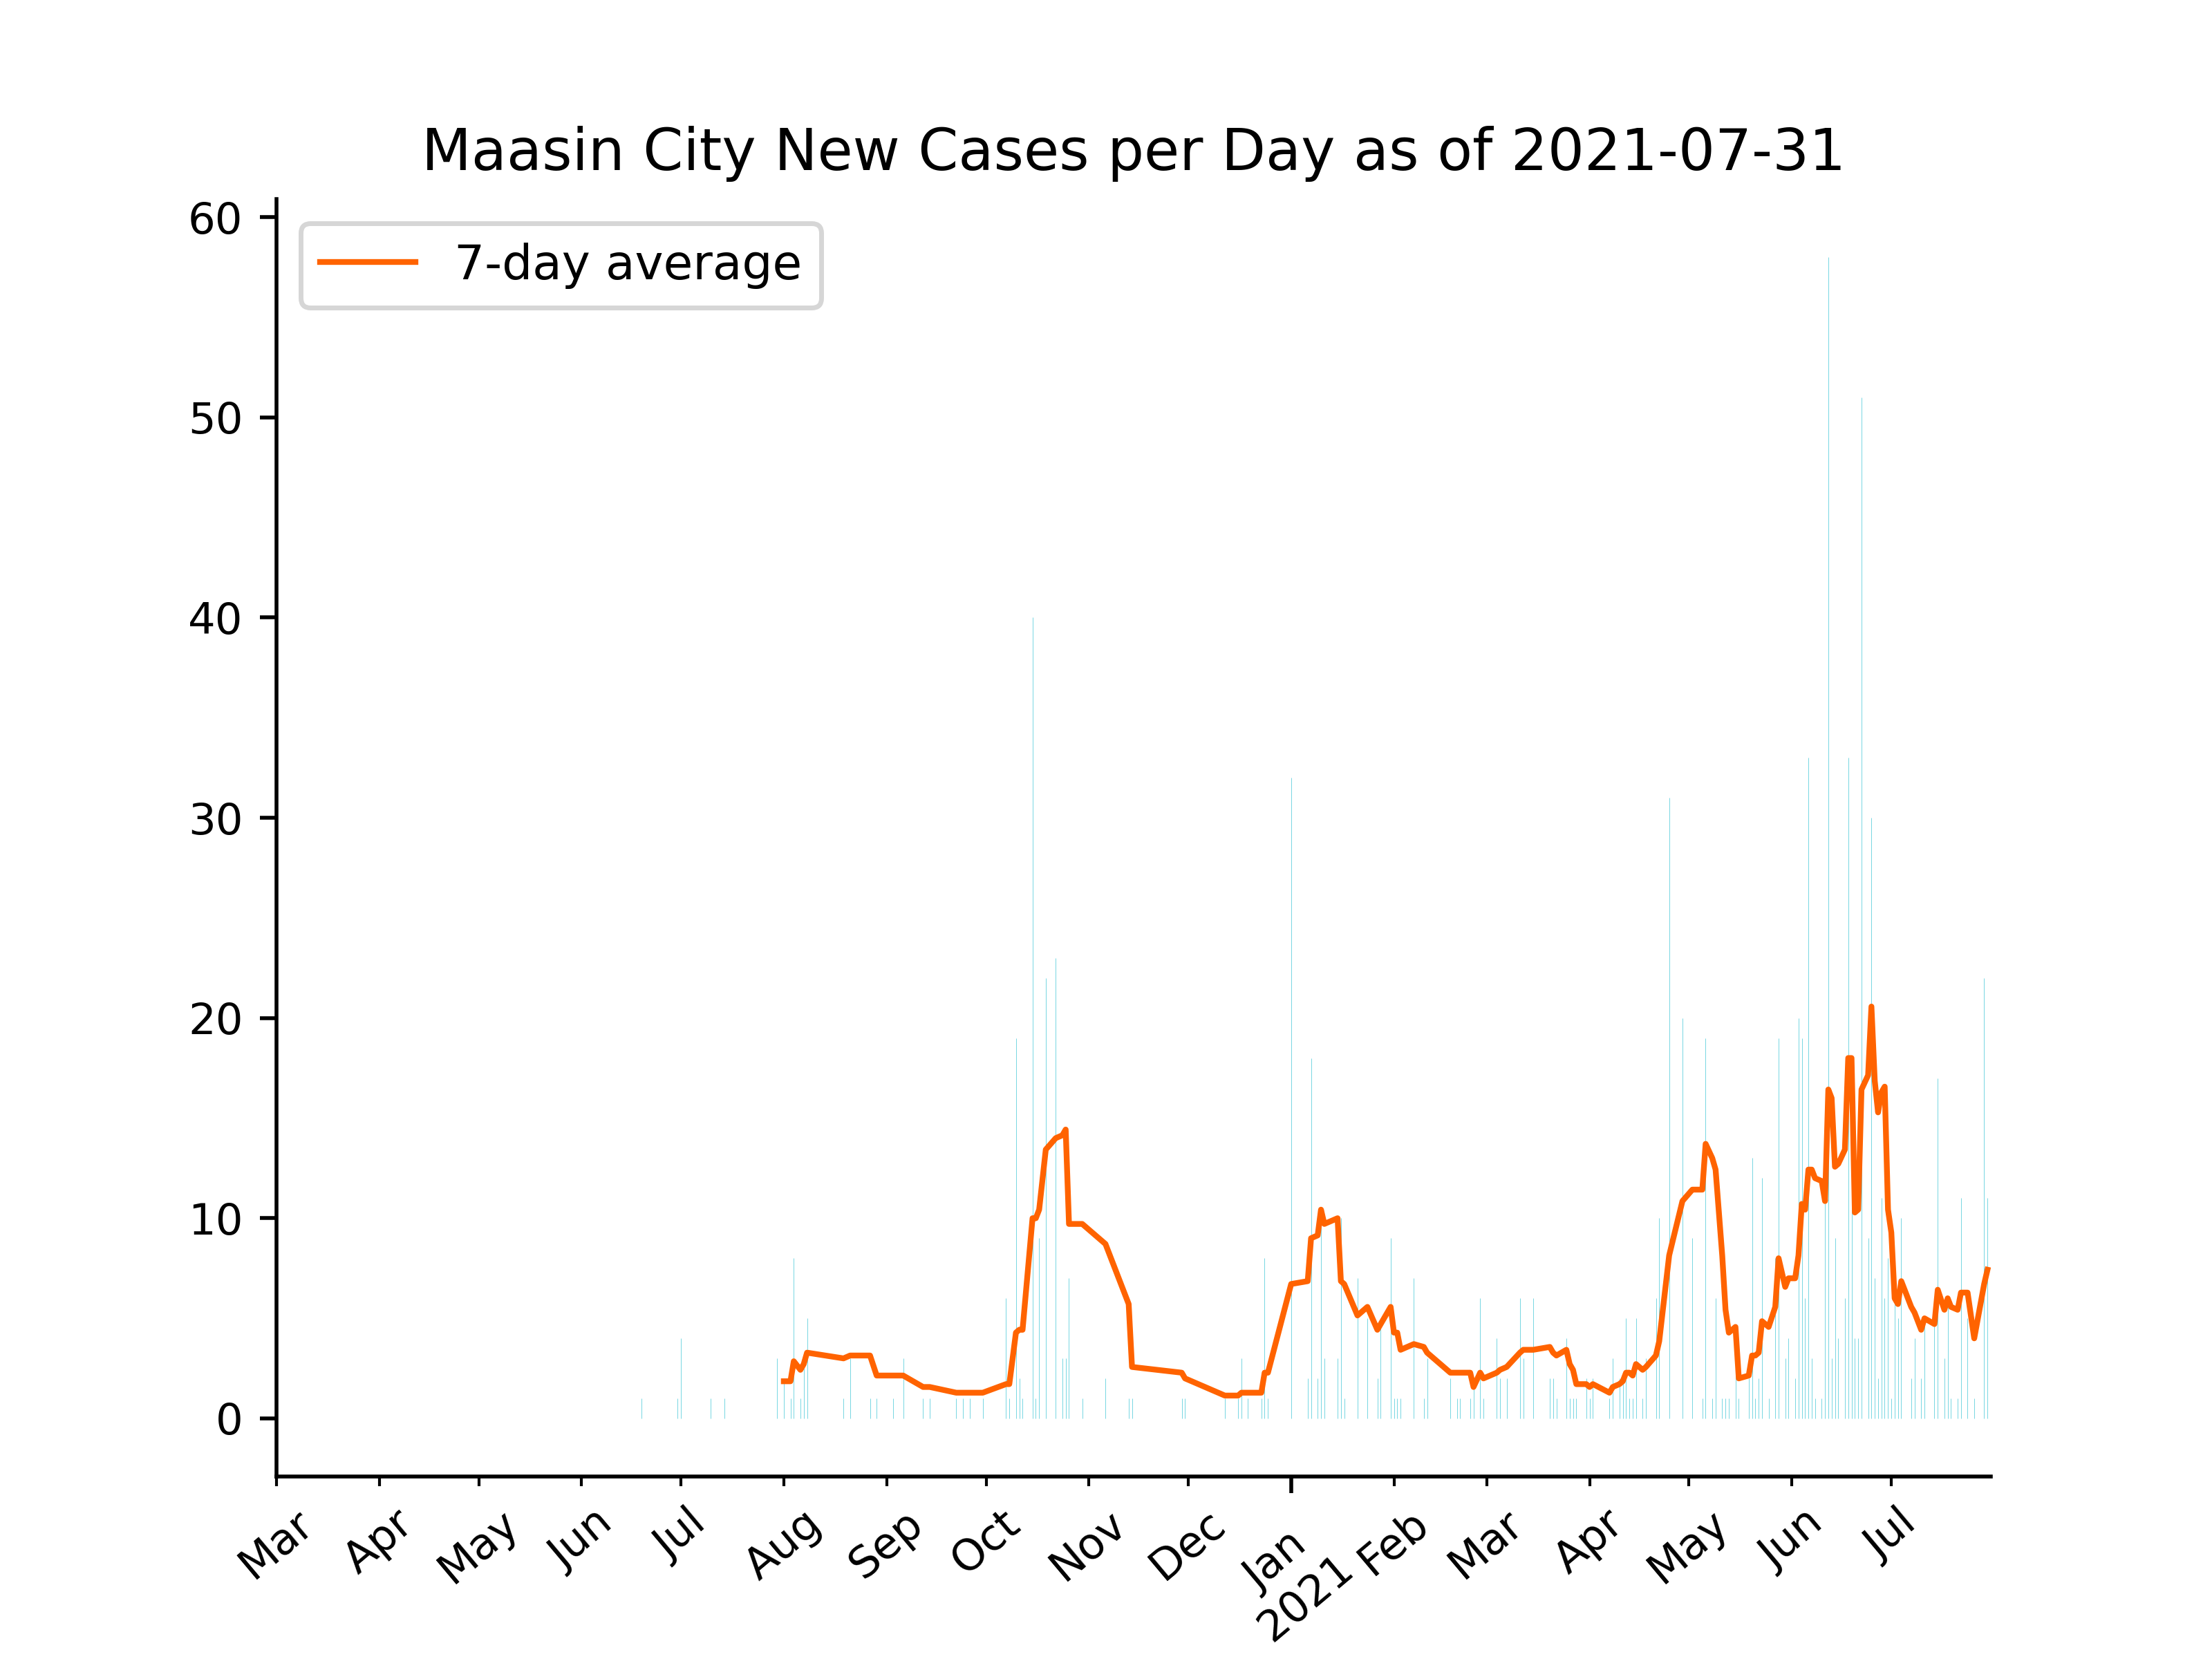 Maasin City New Cases per Day as of 2021-07-31
7-day average
60
50
40
30
20
10
0
Mar Apr May Jun Jul Aug Sep Oct Nov Dec Jan Feb Mar Apr May Jun Jul
2021